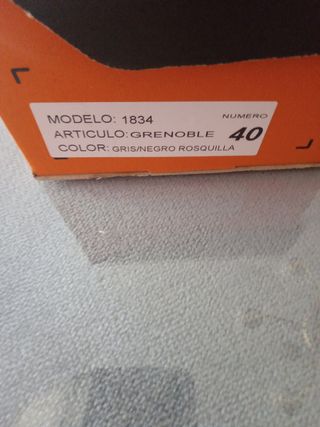 MODELO: 1834 NUMERO
ARTICULO: GRENOBLE 40
COLOR: GRIS/NEGRO ROSQUILLA